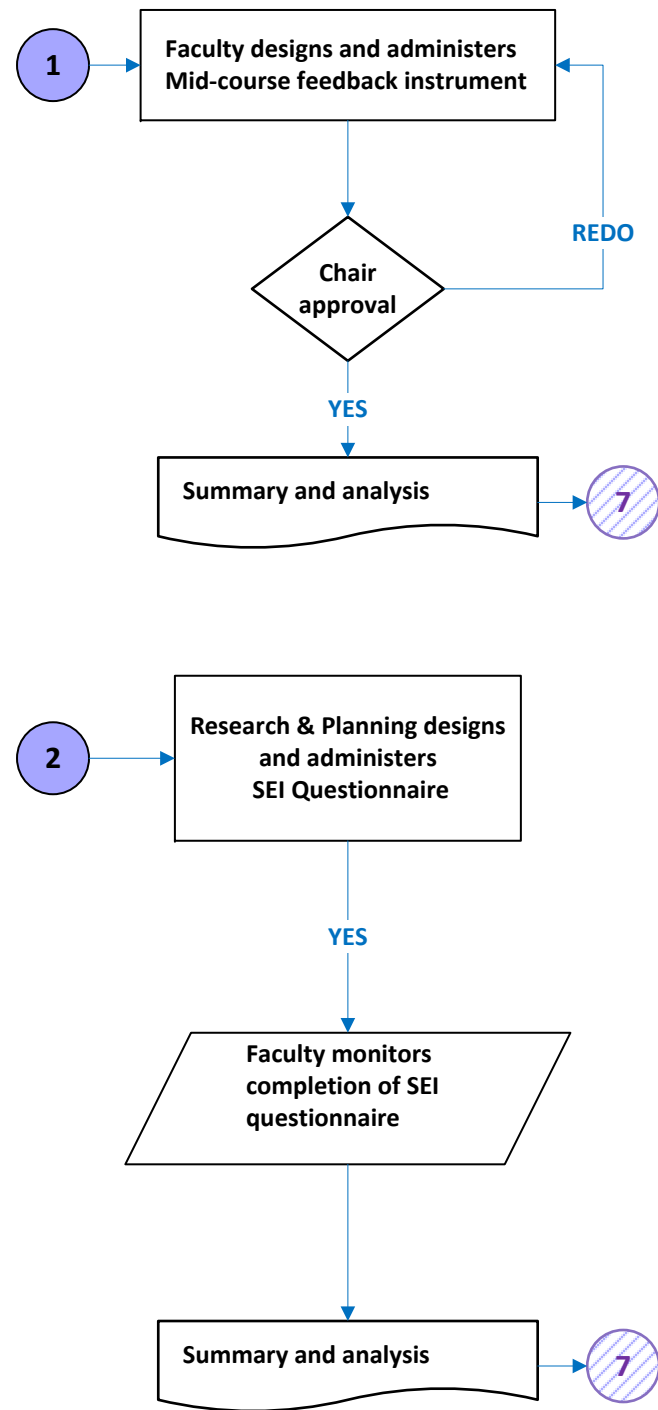 1
Faculty designs and administers
Mid-course feedback instrument
REDO
Chair
approval
YES
Summary and analysis
7
2
Research & Planning designs
and administers
SEI Questionnaire
YES
Faculty monitors
completion of SEI
questionnaire
Summary and analysis
7